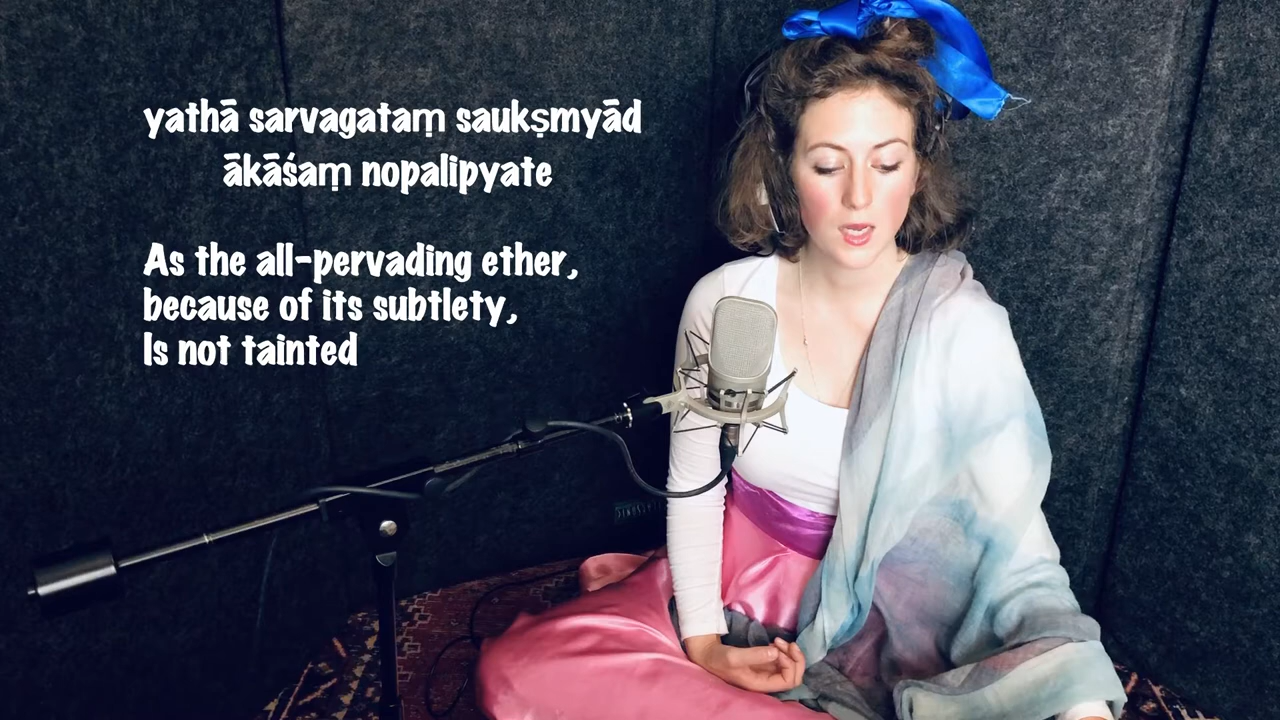 yathā sarvagataṃ saukṣmyād
ākāśaṃ nopalipyate
As the all-pervading ether,
because of its subtlety,
Is not tainted